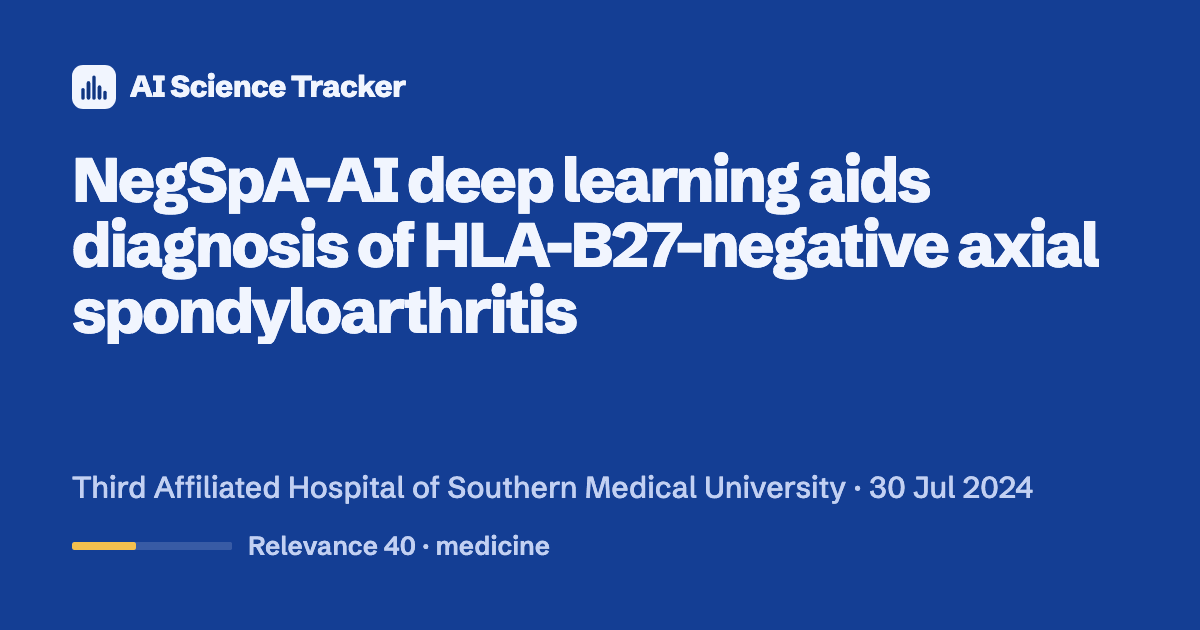 AI Science Tracker
NegSpA-AI deep learning aids
diagnosis of HLA-B27-negative axial
spondyloarthritis
Third Affiliated Hospital of Southern Medical University · 30 Jul 2024
Relevance 40 · medicine